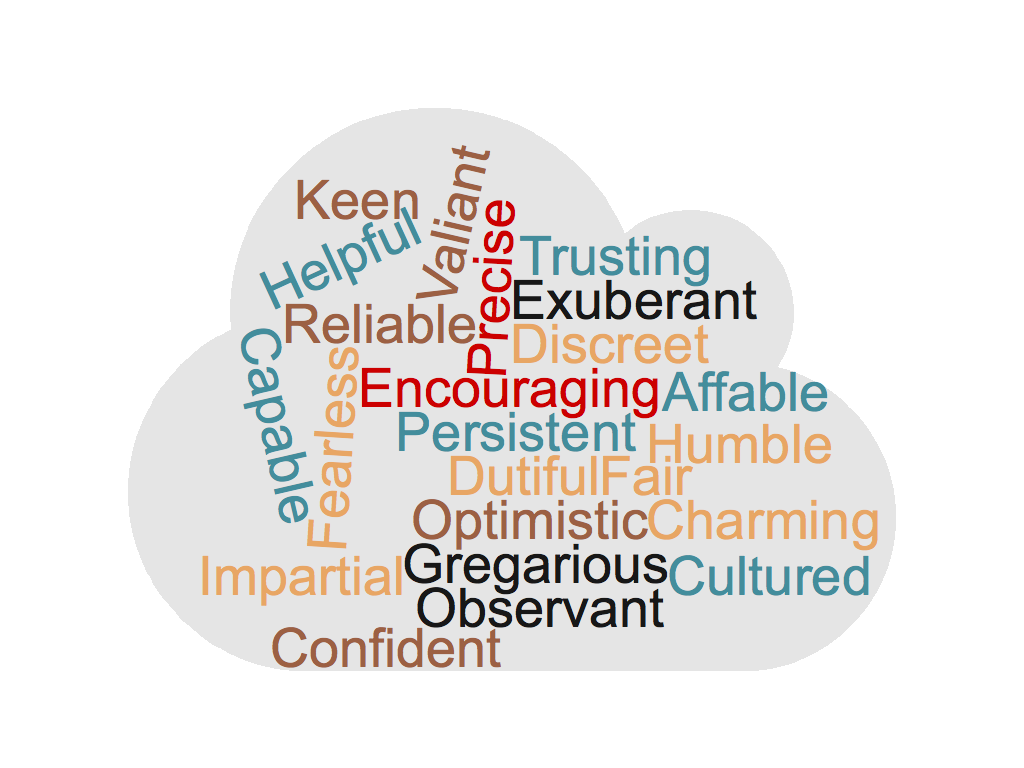 Keen
Helpful
Valiant
Precise
Trusting
Exuberant
Reliable
Discreet
Capable
Fearless
Encouraging
Affable
Persistent
Humble
Dutiful
Fair
Optimistic
Charming
Impartial
Gregarious
Cultured
Observant
Confident